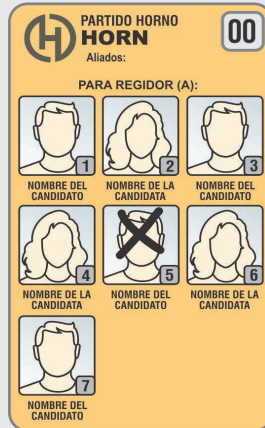 PARTIDO HORNO
HORN
00
Aliados:
PARA REGIDOR (A):
1
2
3
NOMBRE DEL CANDIDATO
NOMBRE DE LA CANDIDATA
NOMBRE DEL CANDIDATO
4
5
6
NOMBRE DE LA CANDIDATA
NOMBRE DEL CANDIDATO
NOMBRE DE LA CANDIDATA
7
NOMBRE DEL
CANDIDATO